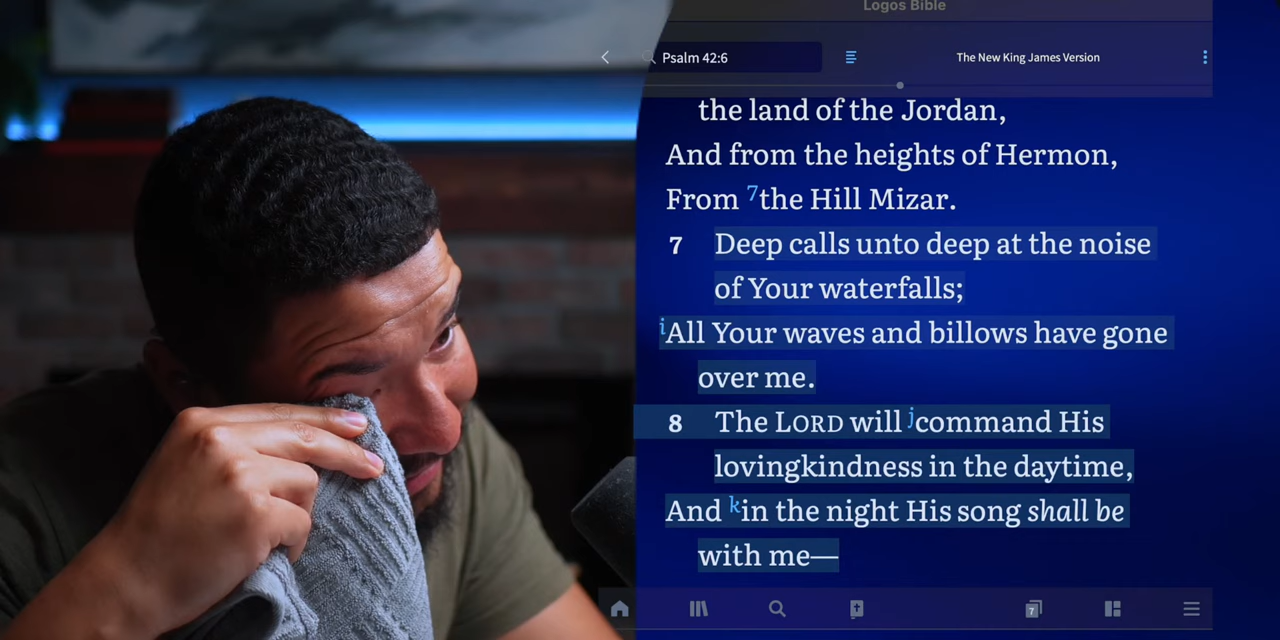 Logos Bible
Psalm 42:6
The New King James Version
the land of the Jordan,
And from the heights of Hermon,
From 7the Hill Mizar.
7 Deep calls unto deep at the noise
of Your waterfalls;
iAll Your waves and billows have gone
over me.
8 The LORD will jcommand His
lovingkindness in the daytime,
And kin the night His song shall be
with me—
7